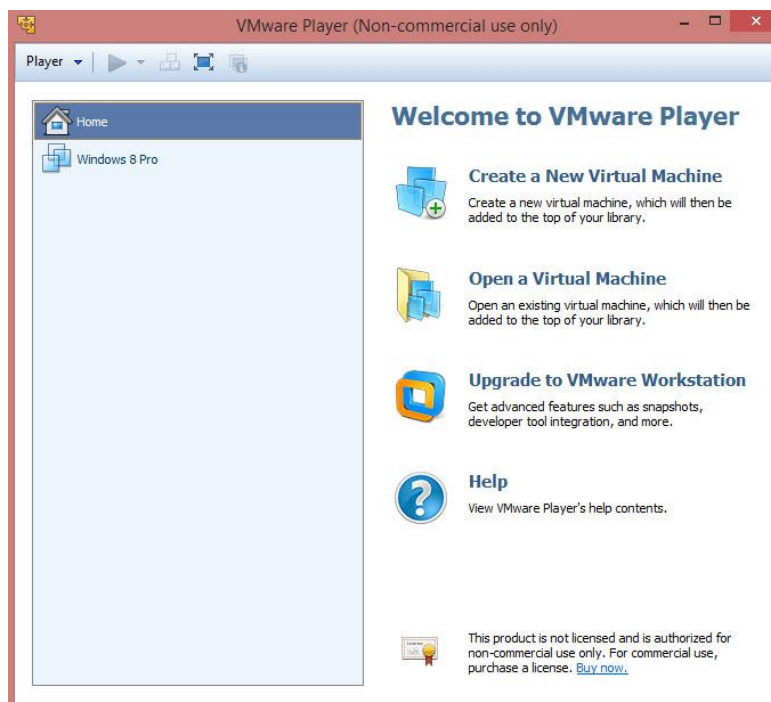 VMware Player (Non-commercial use only)
Player
Home
Windows 8 Pro
Welcome to VMware Player
Create a New Virtual Machine
Create a new virtual machine, which will then be
added to the top of your library.
Open a Virtual Machine
Open an existing virtual machine, which will then be
added to the top of your library.
Upgrade to VMware Workstation
Get advanced features such as snapshots,
developer tool integration, and more.
Help
View VMware Player's help contents.
This product is not licensed and is authorized for
non-commercial use only. For commercial use,
purchase a license. Buy now.